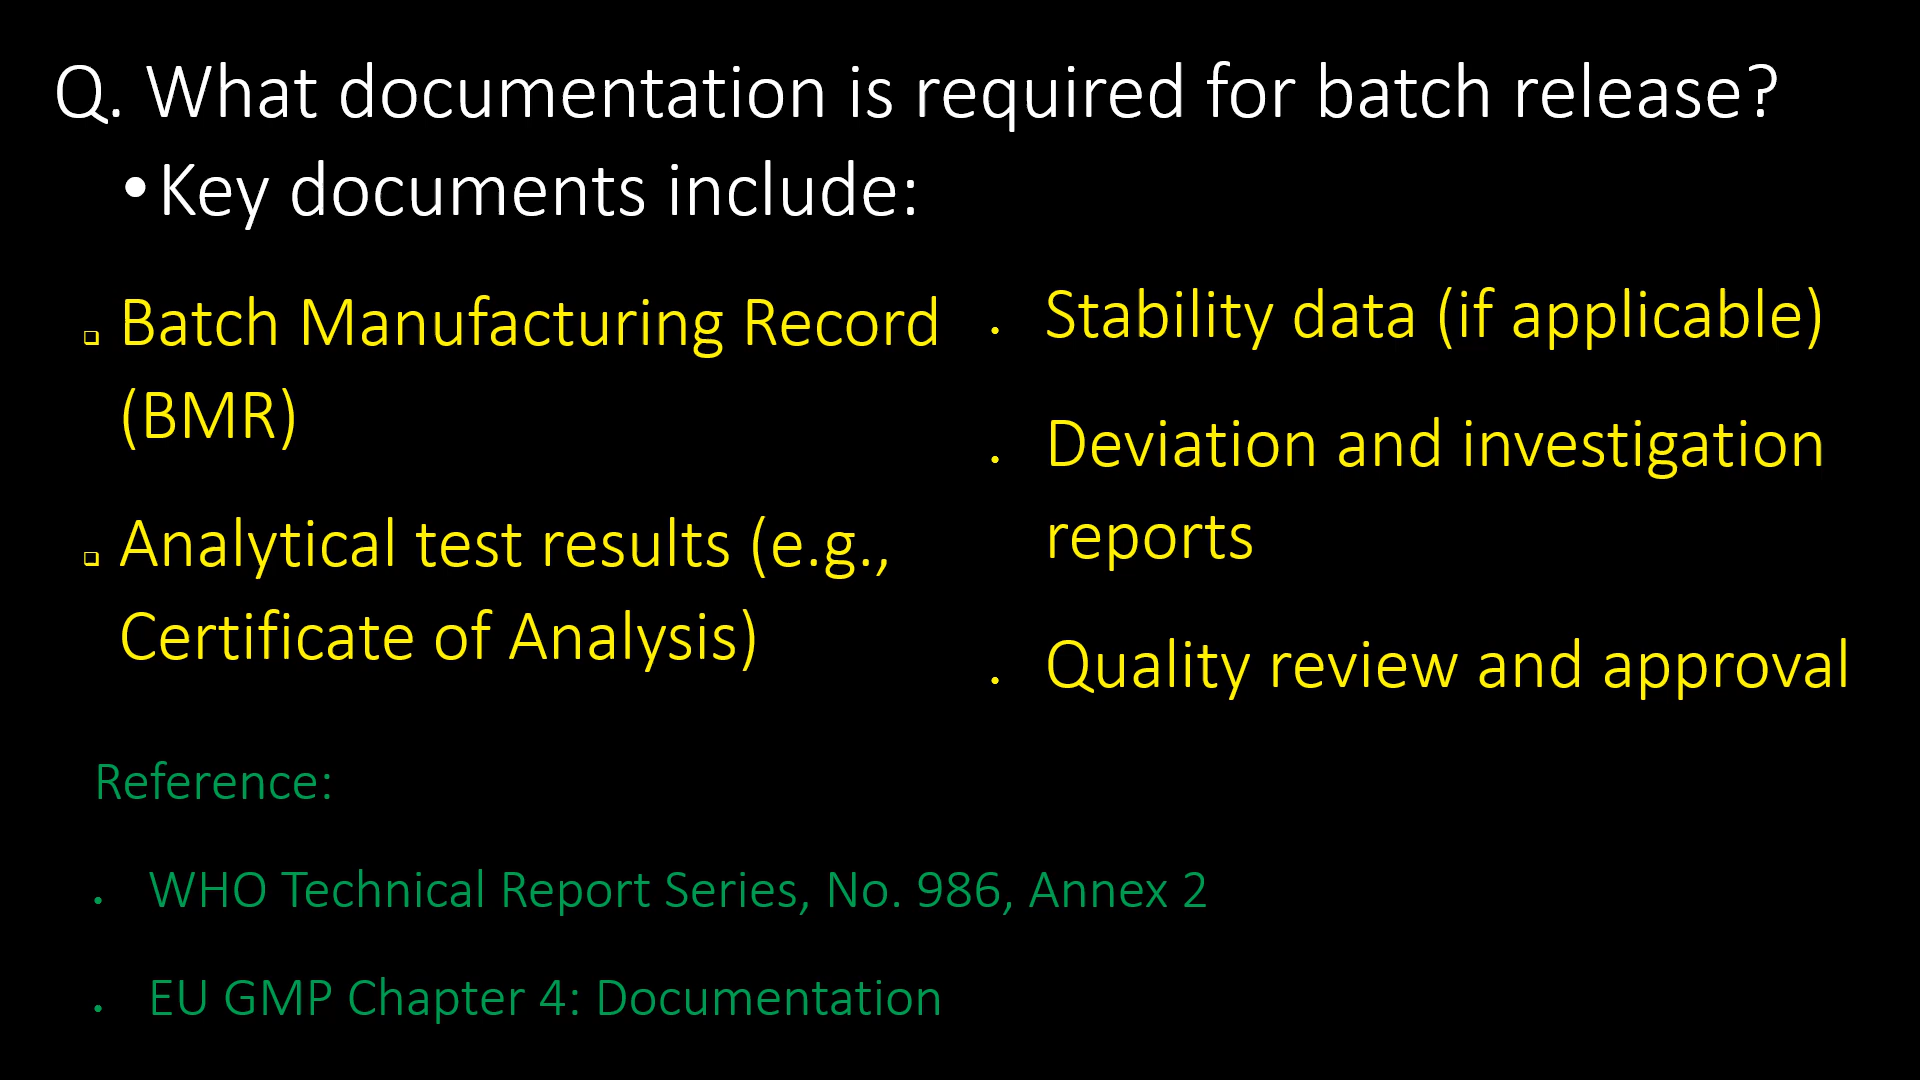 Q. What documentation is required for batch release?
•Key documents include:
❑ Batch Manufacturing Record
(BMR)
❑ Analytical test results (e.g.,
Certificate of Analysis)
• Stability data (if applicable)
• Deviation and investigation
reports
• Quality review and approval
Reference:
• WHO Technical Report Series, No. 986, Annex 2
• EU GMP Chapter 4: Documentation